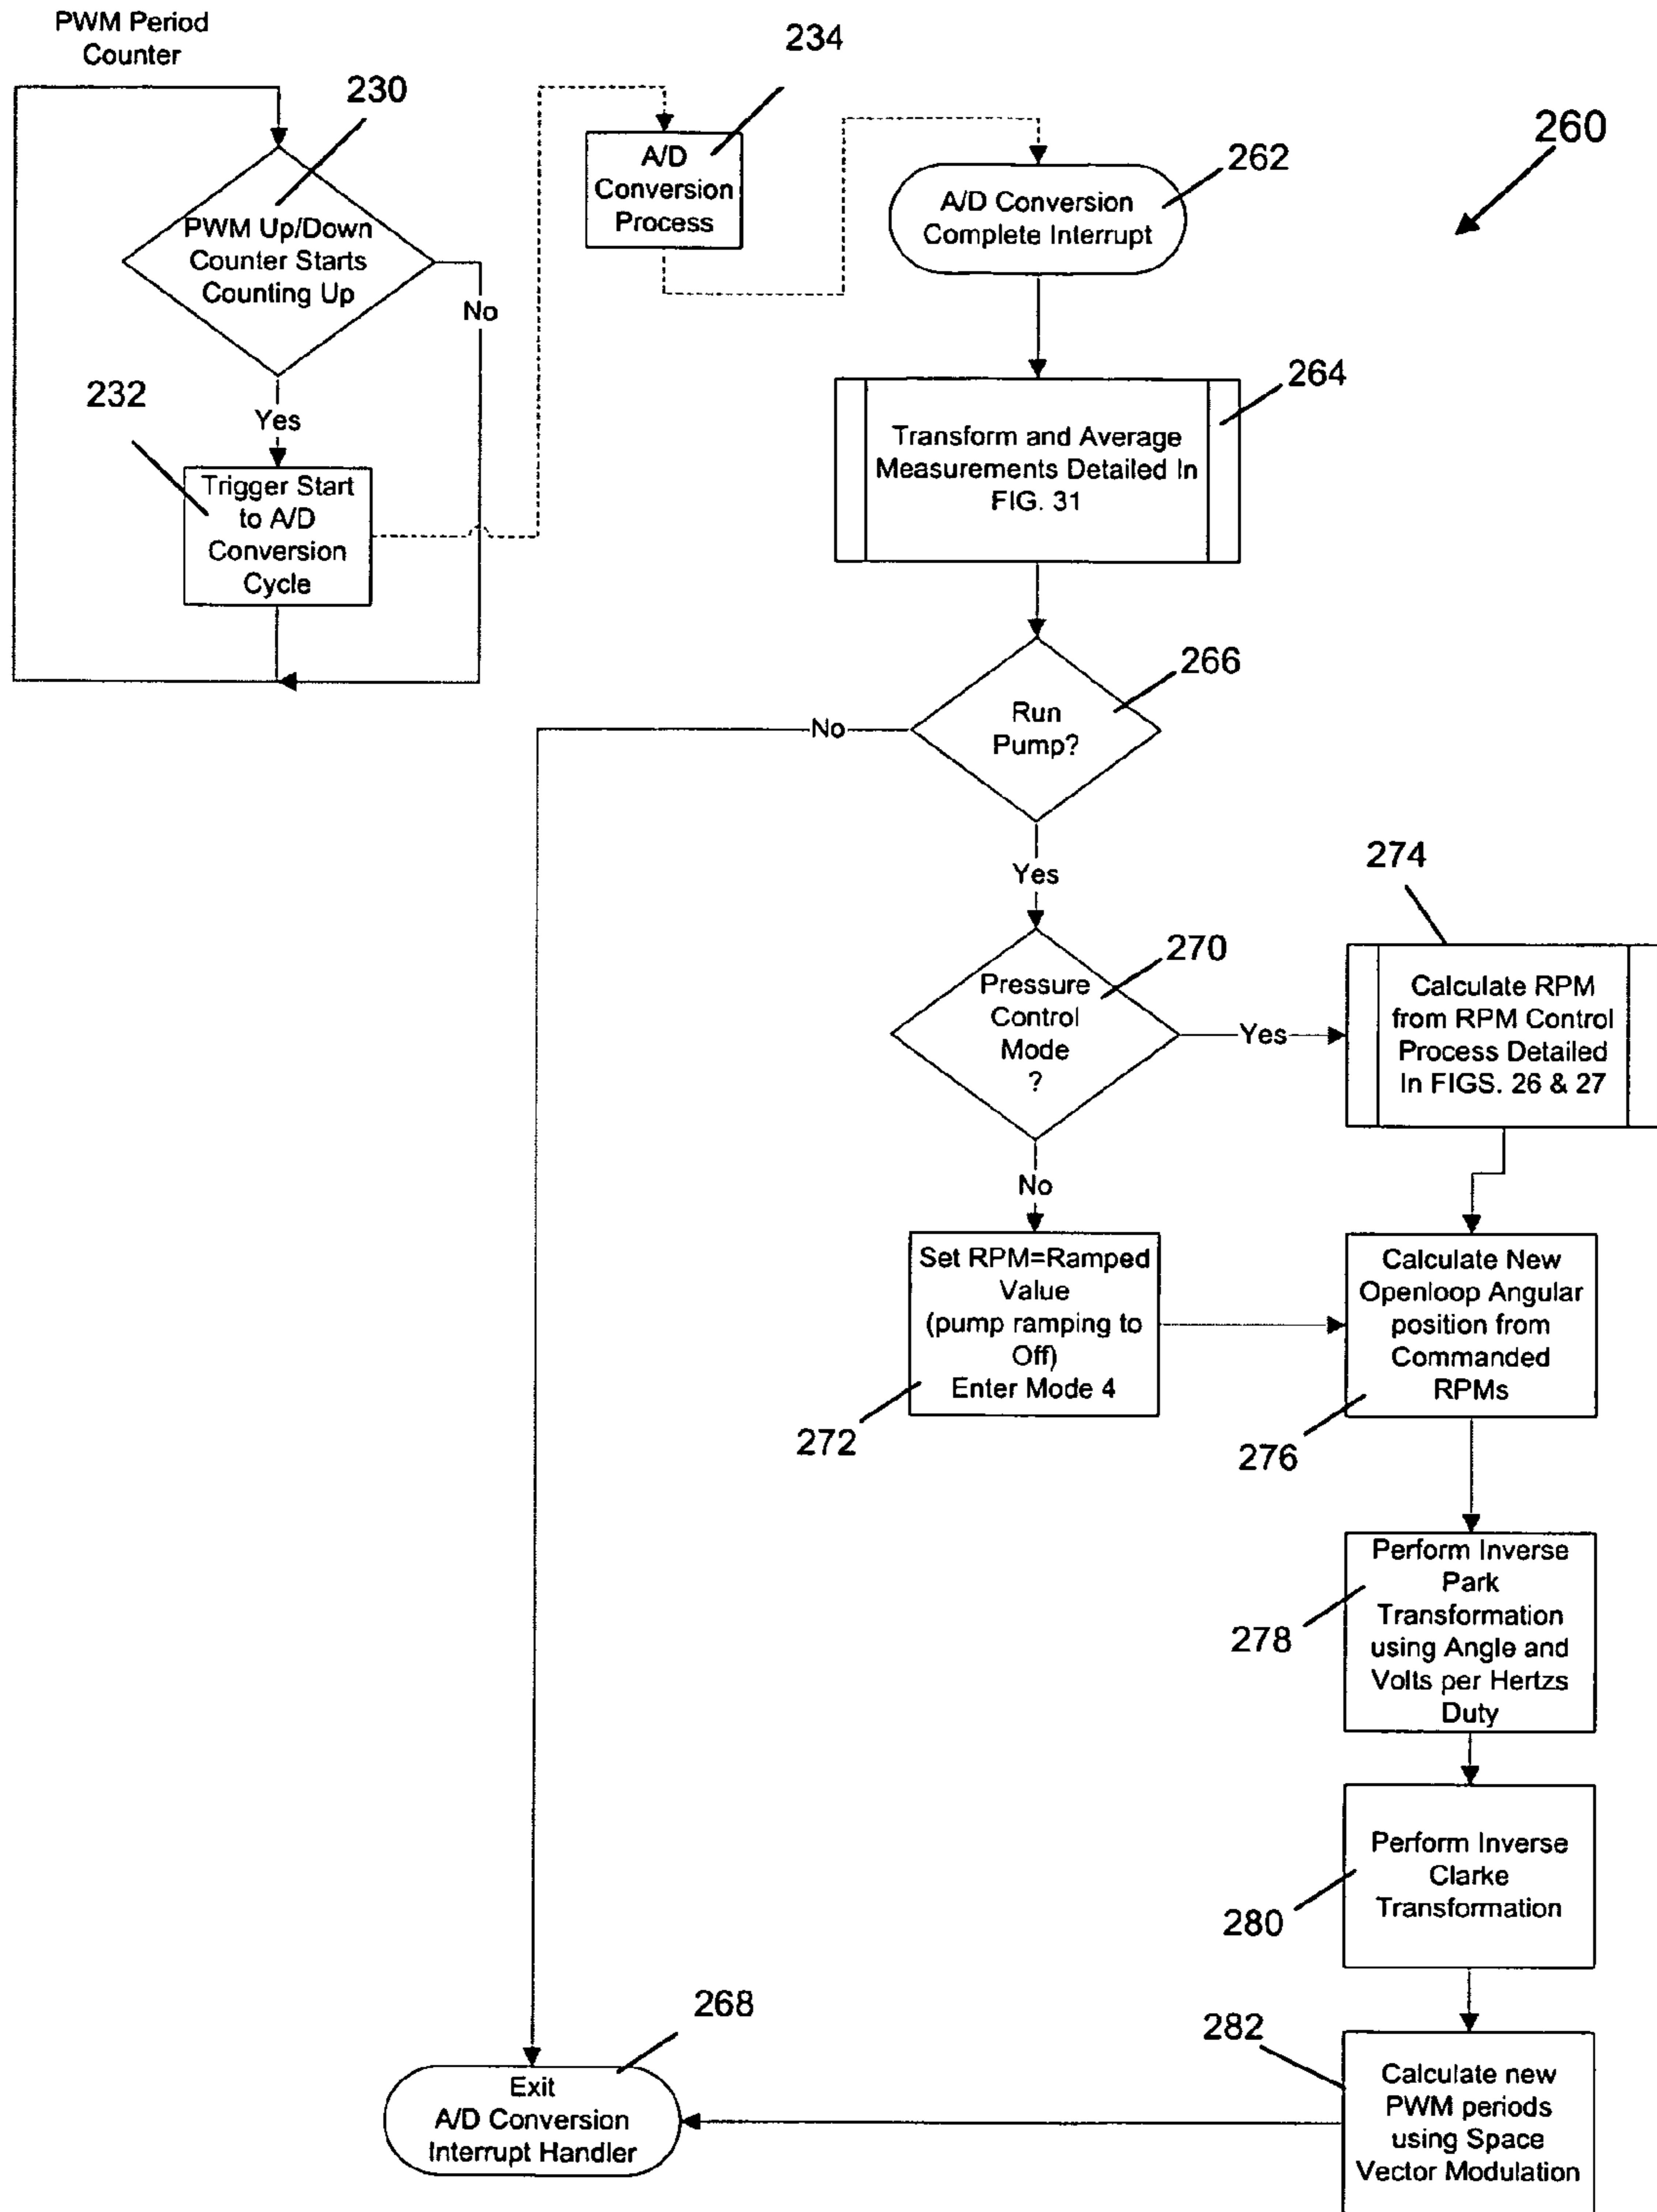 PWM Period
Counter
230
PWM Up/Down
Counter Starts
Counting Up
No
Yes
232
Trigger Start
to A/D
Conversion
Cycle
234
A/D
Conversion
Process
260
262
A/D Conversion
Complete Interrupt
264
Transform and Average
Measurements Detailed In
FIG. 31
266
Run
Pump?
No
Yes
270
Pressure
Control
Mode
?
Yes
No
274
Calculate RPM
from RPM Control
Process Detailed
In FIGS. 26 & 27
Set RPM=Ramped
Value
(pump ramping to
Off)
Enter Mode 4
272
Calculate New
Openloop Angular
position from
Commanded
RPMs
276
Perform Inverse
Park
Transformation
using Angle and
Volts per Hertzs
Duty
278
Perform Inverse
Clarke
Transformation
280
268
Exit
A/D Conversion
Interrupt Handler
282
Calculate new
PWM periods
using Space
Vector Modulation